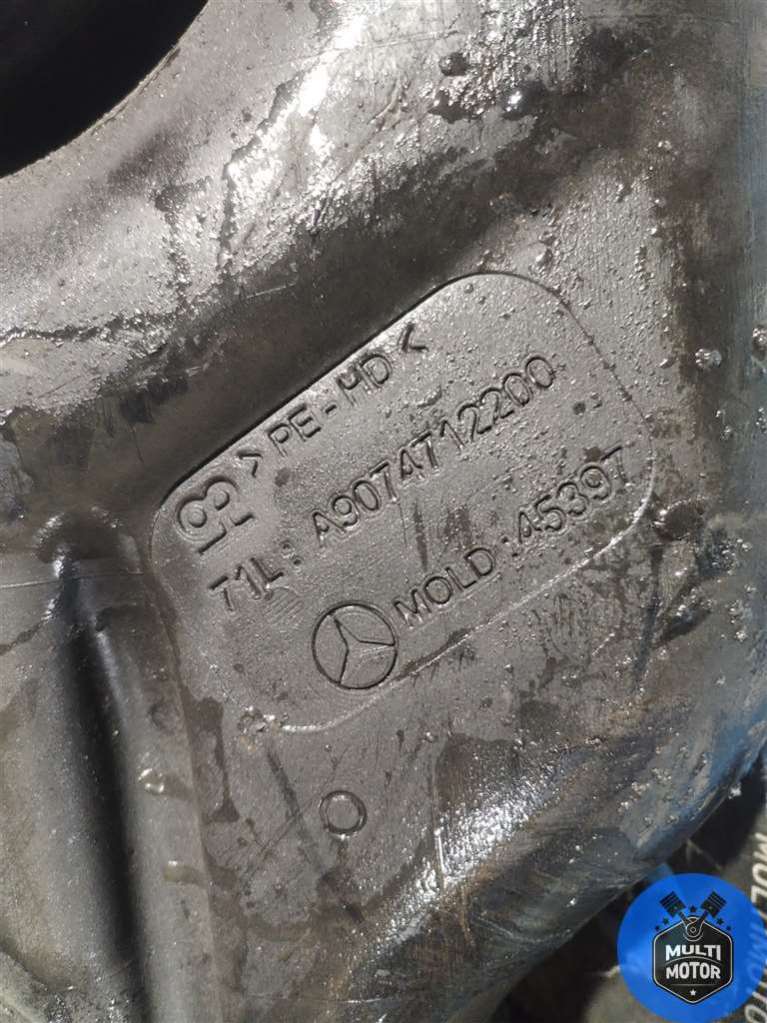 >PE-HD<
71L: A9074712200
MOLD :45397
MULTI
MOTOR